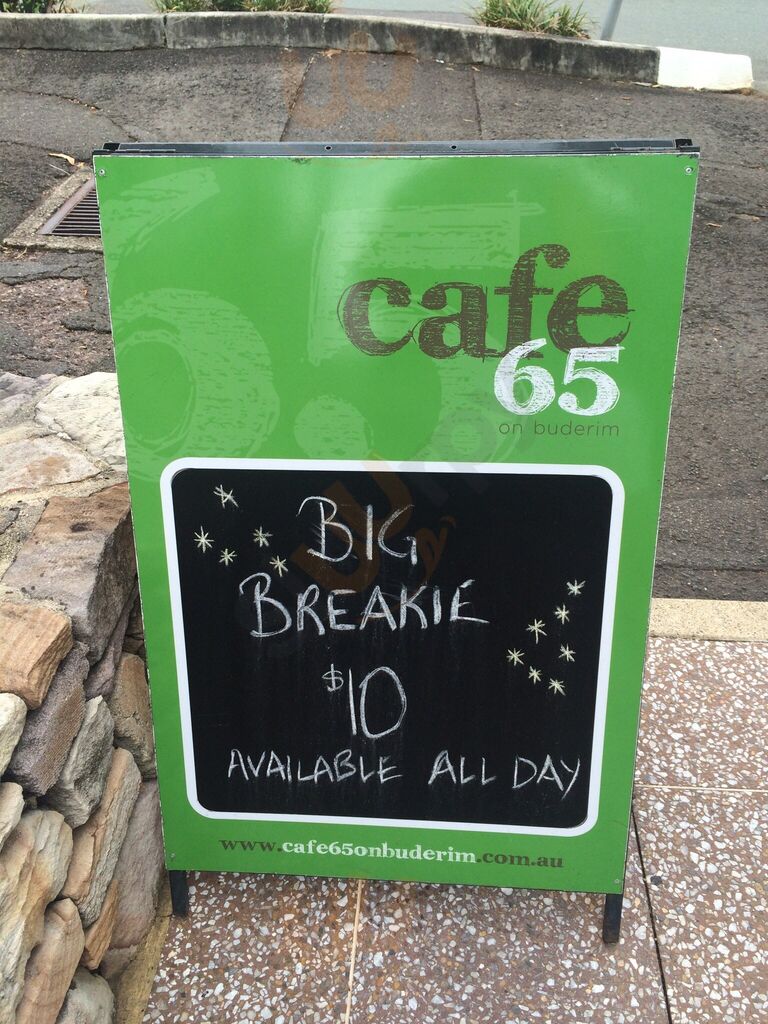 cafe
65
on buderim
BIG
BREAKIE
$10
AVAILABLE ALL DAY
www.cafe65onbuderim.com.au